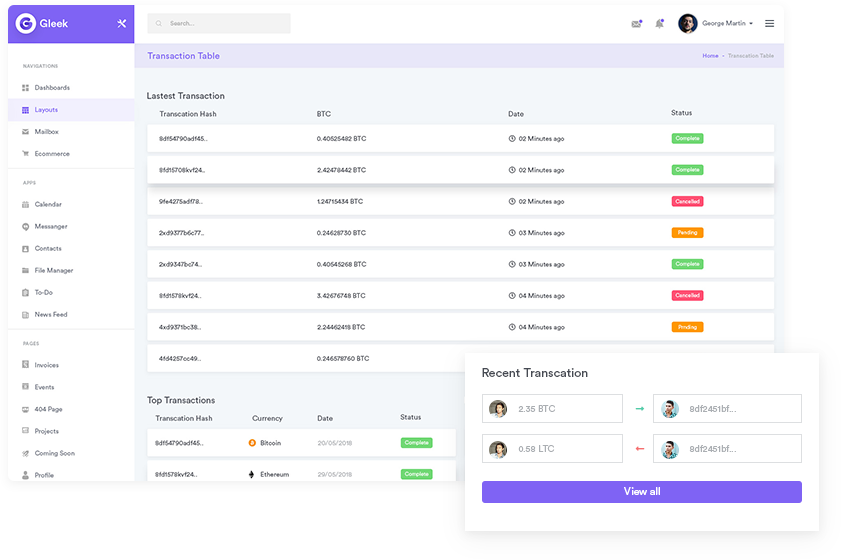 Gleek
Search...
George Martin
Transaction Table
Home - Transcation Table
NAVIGATIONS
Dashboards
Layouts
Mailbox
Ecommerce
APPS
Calendar
Messanger
Contacts
File Manager
To-Do
News Feed
PAGES
Invoices
Events
404 Page
Projects
Coming Soon
Profile
Lastest Transaction
Transcation Hash BTC Date Status
8df54790adf45.. 0.40525482 BTC 02 Minutes ago Complete
8fd15708kvf24.. 2.42478442 BTC 02 Minutes ago Complete
9fe4275adf78.. 1.24715434 BTC 02 Minutes ago Cancelled
2xd9377b6c77.. 0.24628730 BTC 03 Minutes ago Pending
2xd9347bc74.. 0.40545268 BTC 03 Minutes ago Complete
8fd1578kvf24.. 3.42676748 BTC 04 Minutes ago Cancelled
4xd9371bc38.. 2.24462418 BTC 04 Minutes ago Pending
4fd4257cc49.. 0.246578760 BTC
Top Transactions
Transcation Hash Currency Date Status
8df54790adf45.. Bitcoin 20/05/2018 Complete
8fd1578kvf24.. Ethereum 29/05/2018 Complete
Recent Transcation
2.35 BTC 8df2451bf...
0.58 LTC 8df2451bf...
View all